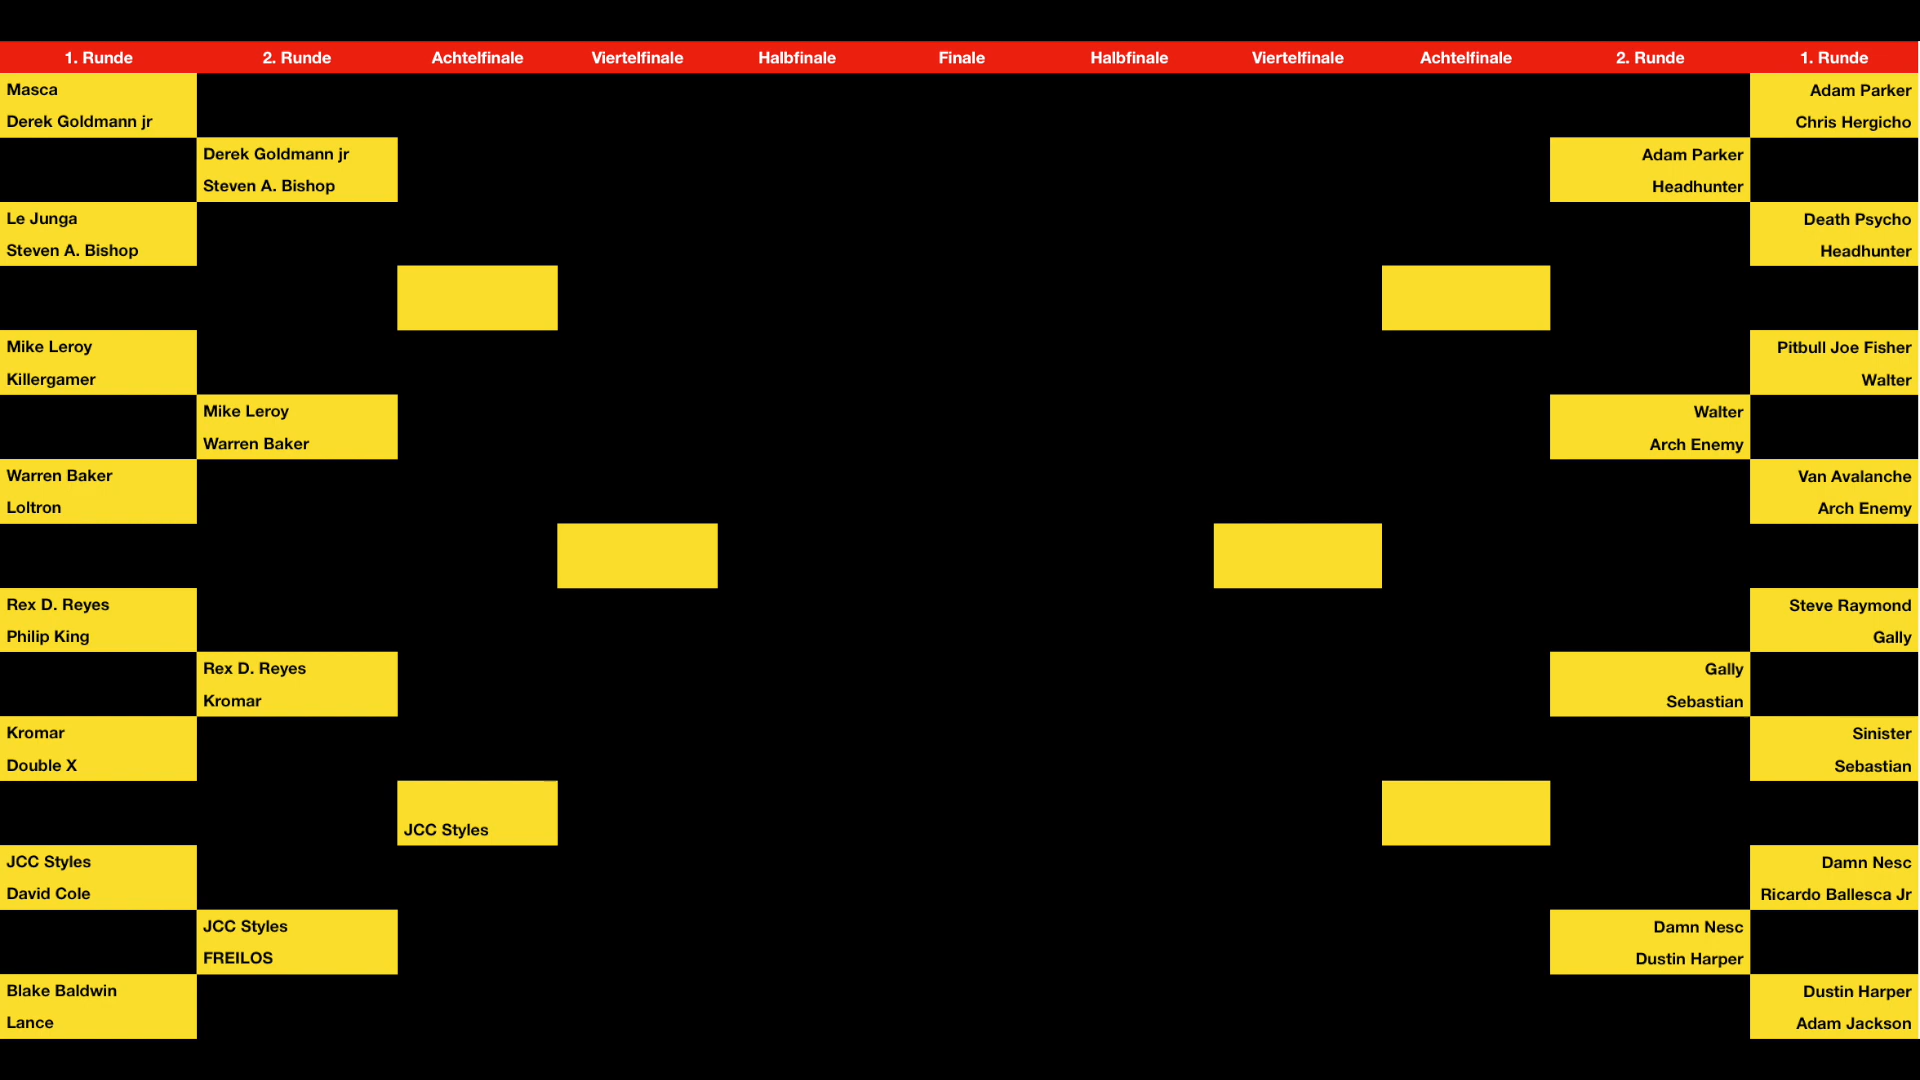 1. Runde 2. Runde Achtelfinale Viertelfinale Halbfinale Finale Halbfinale Viertelfinale Achtelfinale 2. Runde 1. Runde
Masca Adam Parker
Derek Goldmann jr Chris Hergicho
Derek Goldmann jr Adam Parker
Steven A. Bishop Headhunter
Le Junga Death Psycho
Steven A. Bishop Headhunter
Mike Leroy Pitbull Joe Fisher
Killergamer Walter
Mike Leroy Walter
Warren Baker Arch Enemy
Warren Baker Van Avalanche
Loltron Arch Enemy
Rex D. Reyes Steve Raymond
Philip King Gally
Rex D. Reyes Gally
Kromar Sebastian
Kromar Sinister
Double X Sebastian
JCC Styles
JCC Styles Damn Nesc
David Cole Ricardo Ballesca Jr
JCC Styles Damn Nesc
FREILOS Dustin Harper
Blake Baldwin Dustin Harper
Lance Adam Jackson